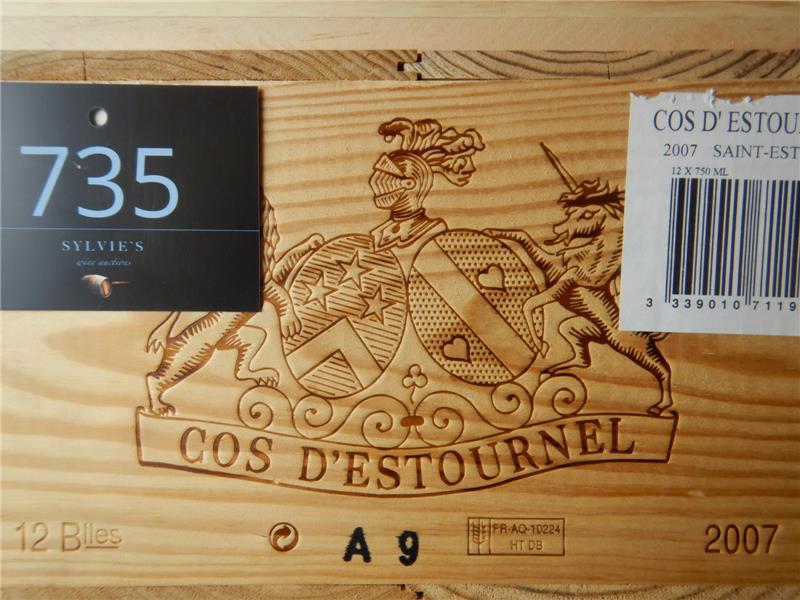 735
SYLVIE'S
wine auctions
COS D' ESTOU
2007 SAINT-EST
12 X 750 ML
3 339010 7119
COS D'ESTOURNEL
12 Blles
A 9
FR-AQ-10224
HT DB
2007